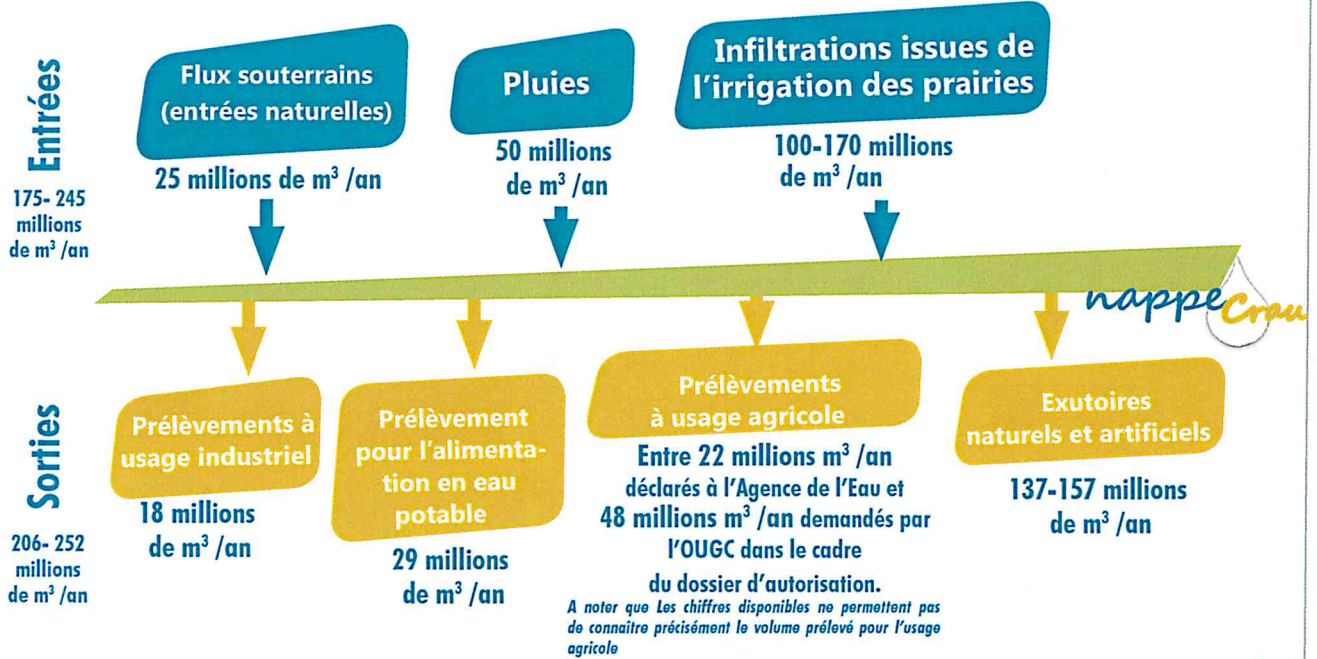 Entrées
175- 245
millions
de m³ /an
Flux souterrains
(entrées naturelles)
25 millions de m³ /an
Pluies
50 millions
de m³ /an
Infiltrations issues de
l'irrigation des prairies
100-170 millions
de m³ /an
nappe Crau
Sorties
206- 252
millions
de m³ /an
Prélèvements à
usage industriel
18 millions
de m³ /an
Prélèvement
pour l'alimenta-
tion en eau
potable
29 millions
de m³ /an
Prélèvements
à usage agricole
Entre 22 millions m³ /an
déclarés à l'Agence de l'Eau et
48 millions m³ /an demandés par
l'OUGC dans le cadre
du dossier d'autorisation.
A noter que Les chiffres disponibles ne permettent pas
de connaitre précisément le volume prélevé pour l'usage
agricole
Exutoires
naturels et artificiels
137-157 millions
de m³ /an